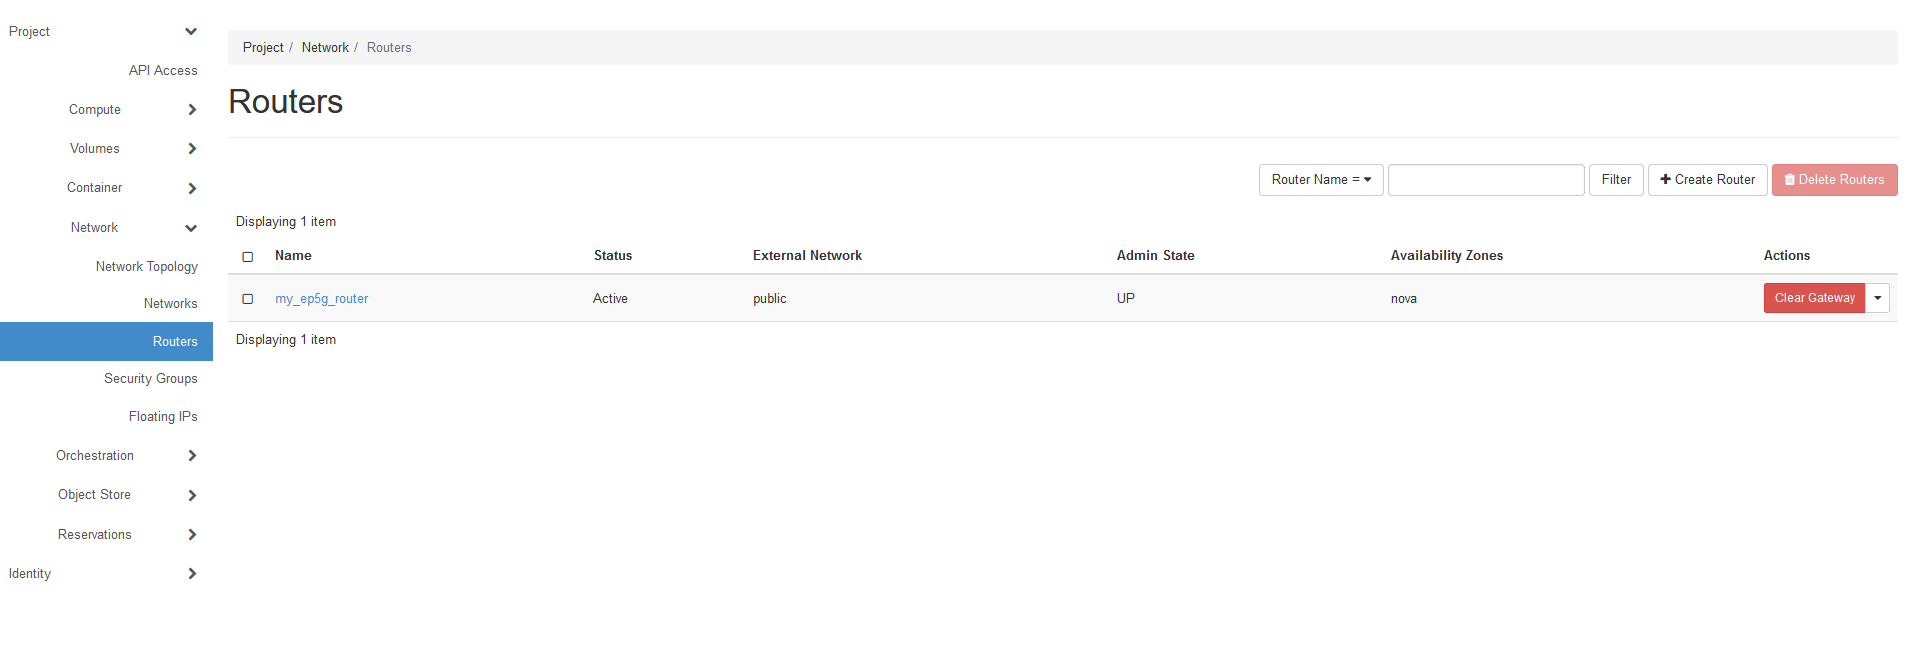 Project
API Access
Compute
Volumes
Container
Network
Network Topology
Networks
Routers
Security Groups
Floating IPs
Orchestration
Object Store
Reservations
Identity
Project / Network / Routers
Routers
Router Name = Filter Create Router Delete Routers
Displaying 1 item
Name Status External Network Admin State Availability Zones Actions
my_ep5g_router Active public UP nova Clear Gateway
Displaying 1 item